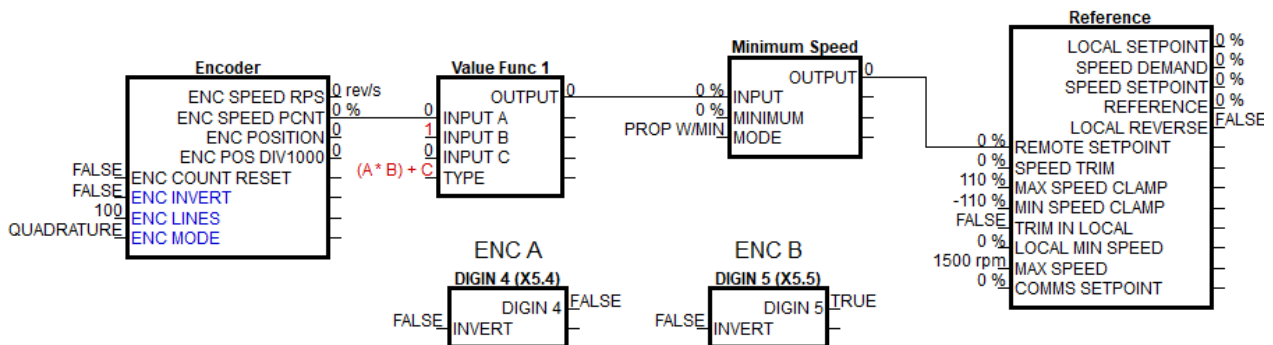 Encoder
ENC SPEED RPS 0 rev/s
ENC SPEED PCNT 0 %
ENC POSITION 0
ENC POS DIV1000 0
FALSE ENC COUNT RESET
FALSE ENC INVERT
100 ENC LINES
QUADRATURE ENC MODE
Value Func 1
OUTPUT 0
0 INPUT A
1 INPUT B
0 INPUT C
(A * B) + C TYPE
Minimum Speed
OUTPUT 0
0 % INPUT
0 % MINIMUM
PROP W/MIN MODE
Reference
LOCAL SETPOINT 0 %
SPEED DEMAND 0 %
SPEED SETPOINT 0 %
REFERENCE 0 %
LOCAL REVERSE FALSE
0 % REMOTE SETPOINT
0 % SPEED TRIM
110 % MAX SPEED CLAMP
-110 % MIN SPEED CLAMP
FALSE TRIM IN LOCAL
0 % LOCAL MIN SPEED
1500 rpm MAX SPEED
0 % COMMS SETPOINT
ENC A
DIGIN 4 (X5.4)
DIGIN 4 FALSE
FALSE INVERT
ENC B
DIGIN 5 (X5.5)
DIGIN 5 TRUE
FALSE INVERT